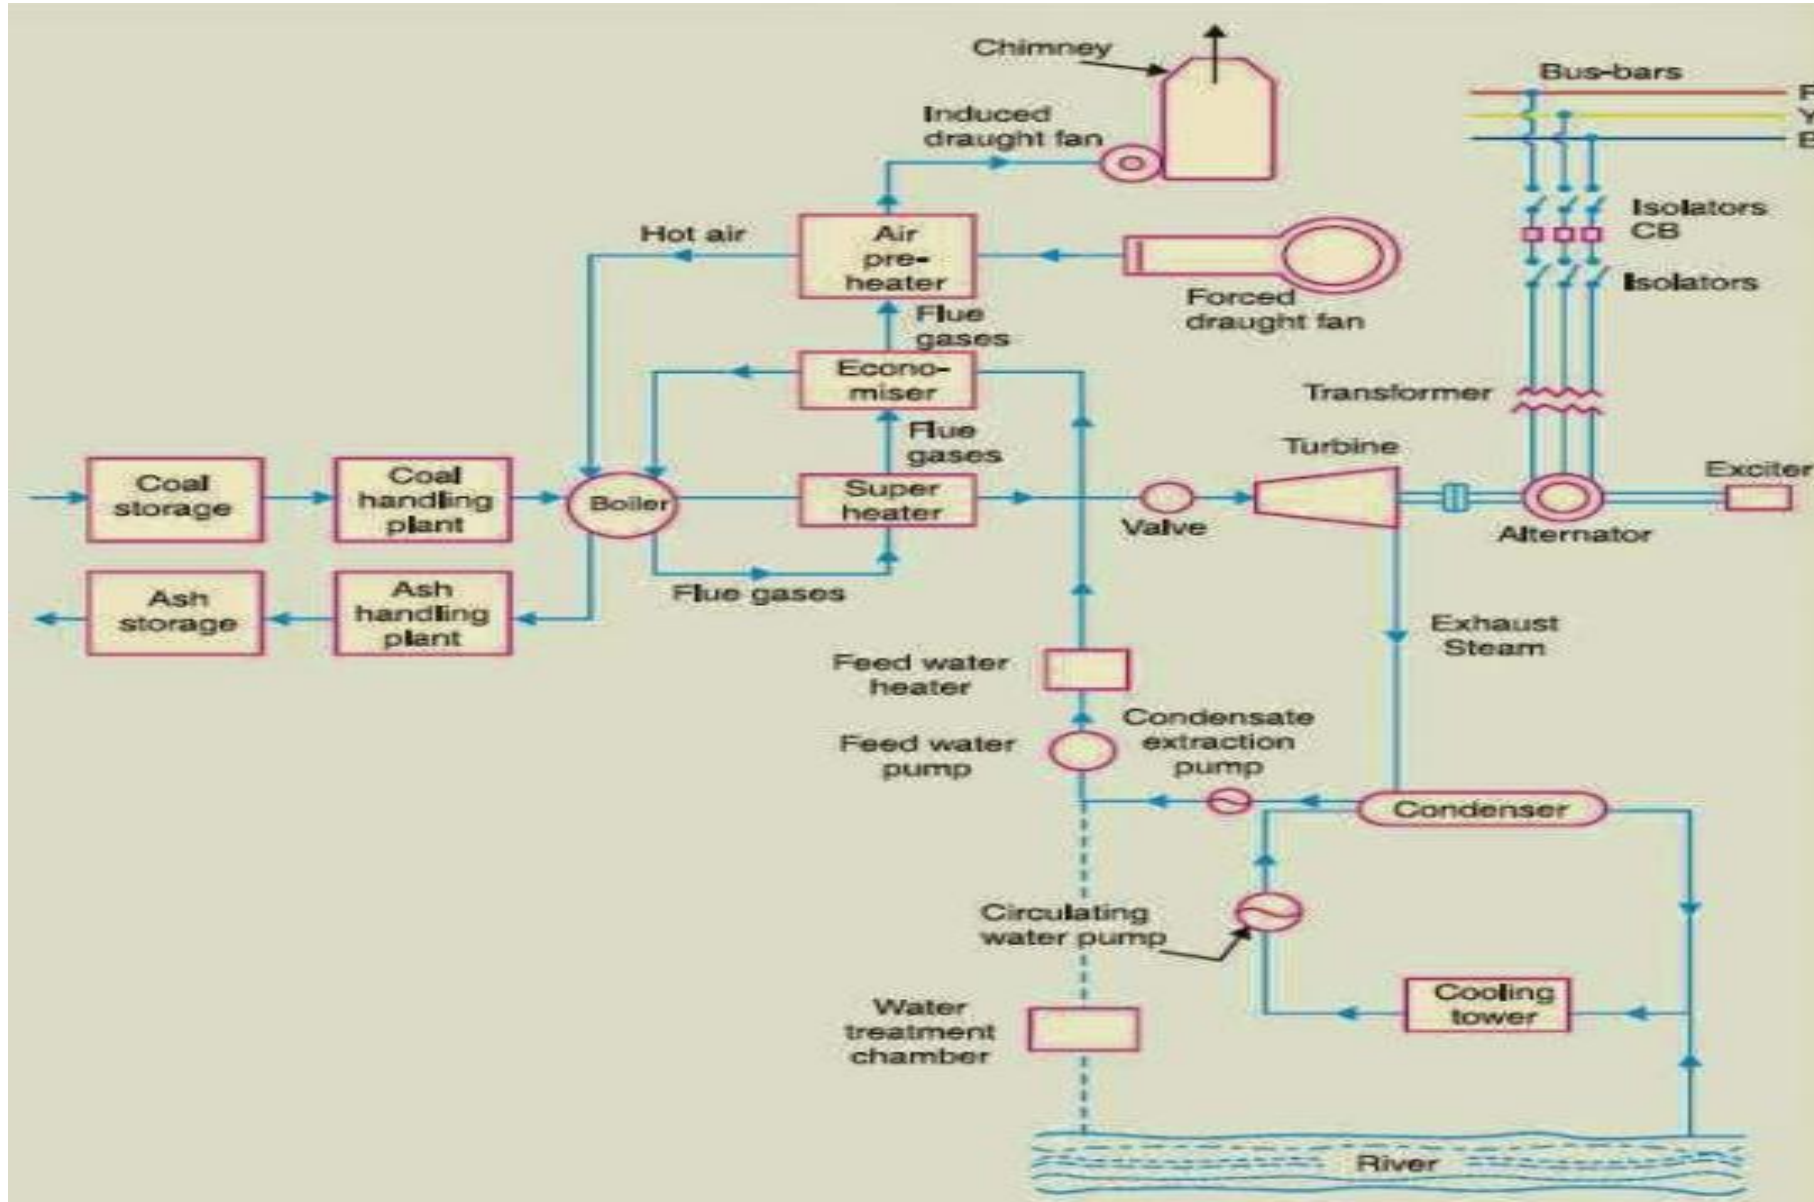 Chimney
Bus-bars
Induced
draught fan
Y
Hot air
Air
pre-
heater
Isolators
CB
Isolators
Forced
draught fan
Flue
gases
Econo-
miser
Transformer
Flue
gases
Turbine
Exciter
Coal
storage
Coal
handling
plant
Boiler
Super
heater
Valve
Alternator
Flue gases
Ash
storage
Ash
handling
plant
Exhaust
Steam
Feed water
heater
Condensate
extraction
pump
Feed water
pump
Condenser
Circulating
water pump
Cooling
tower
Water
treatment
chamber
River